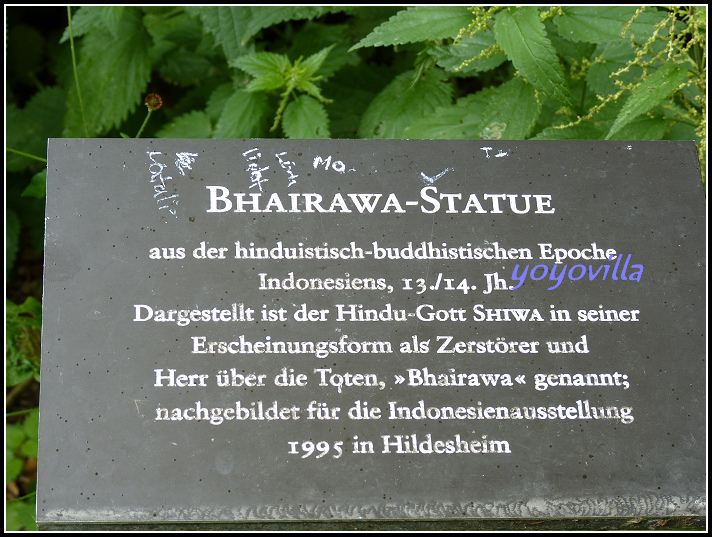 Mo
BHAIRAWA-STATUE
aus der hinduistisch-buddhistischen Epoche
Indonesiens, 13./14. Jh.
yoyovilla
Dargestellt ist der Hindu-Gott SHIWA in seiner
Erscheinungsform als Zerstörer und
Herr über die Toten, »Bhairawa« genannt;
nachgebildet für die Indonesienausstellung
1995 in Hildesheim